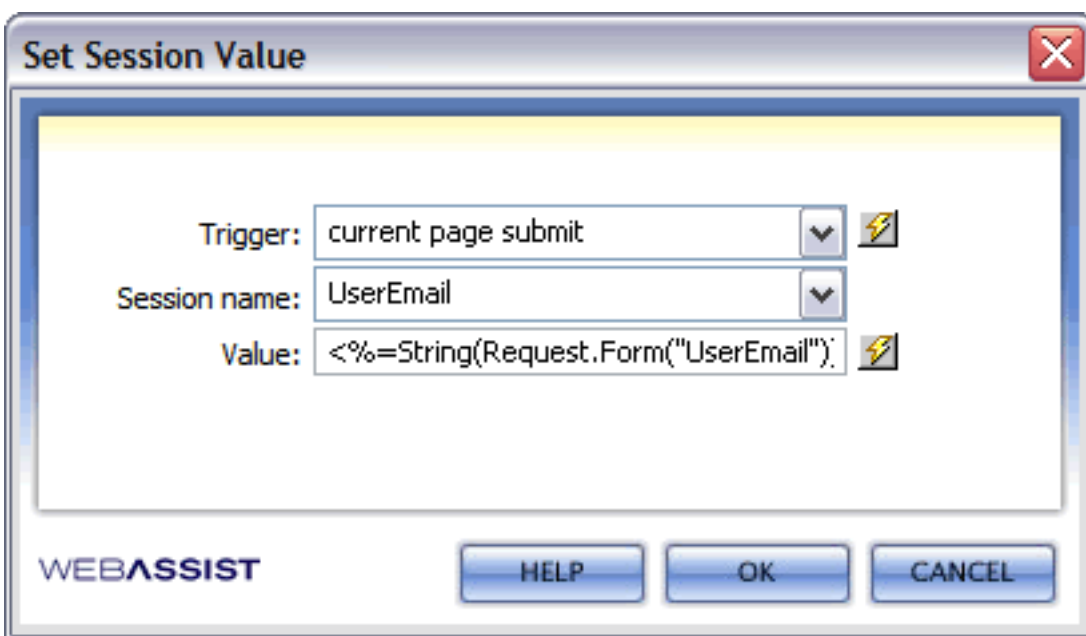 Set Session Value
Trigger: current page submit
Session name: UserEmail
Value: <%=String(Request.Form("UserEmail")
WEBASSIST
HELP
OK
CANCEL